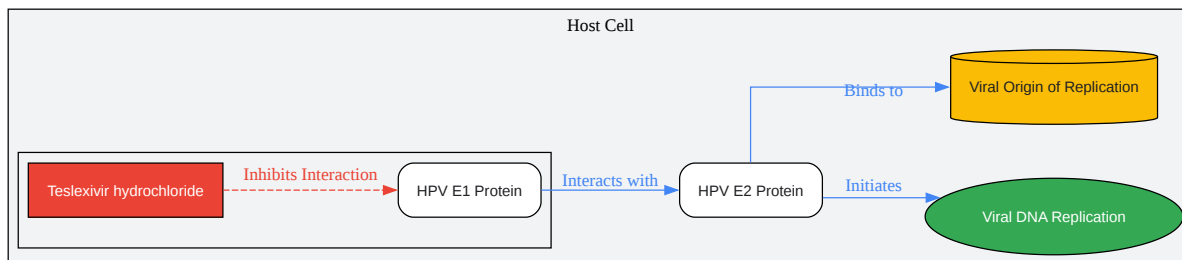 Host Cell
Viral Origin of Replication
Binds to
Teslexivir hydrochloride
Inhibits Interaction
HPV E1 Protein
Interacts with
HPV E2 Protein
Initiates
Viral DNA Replication